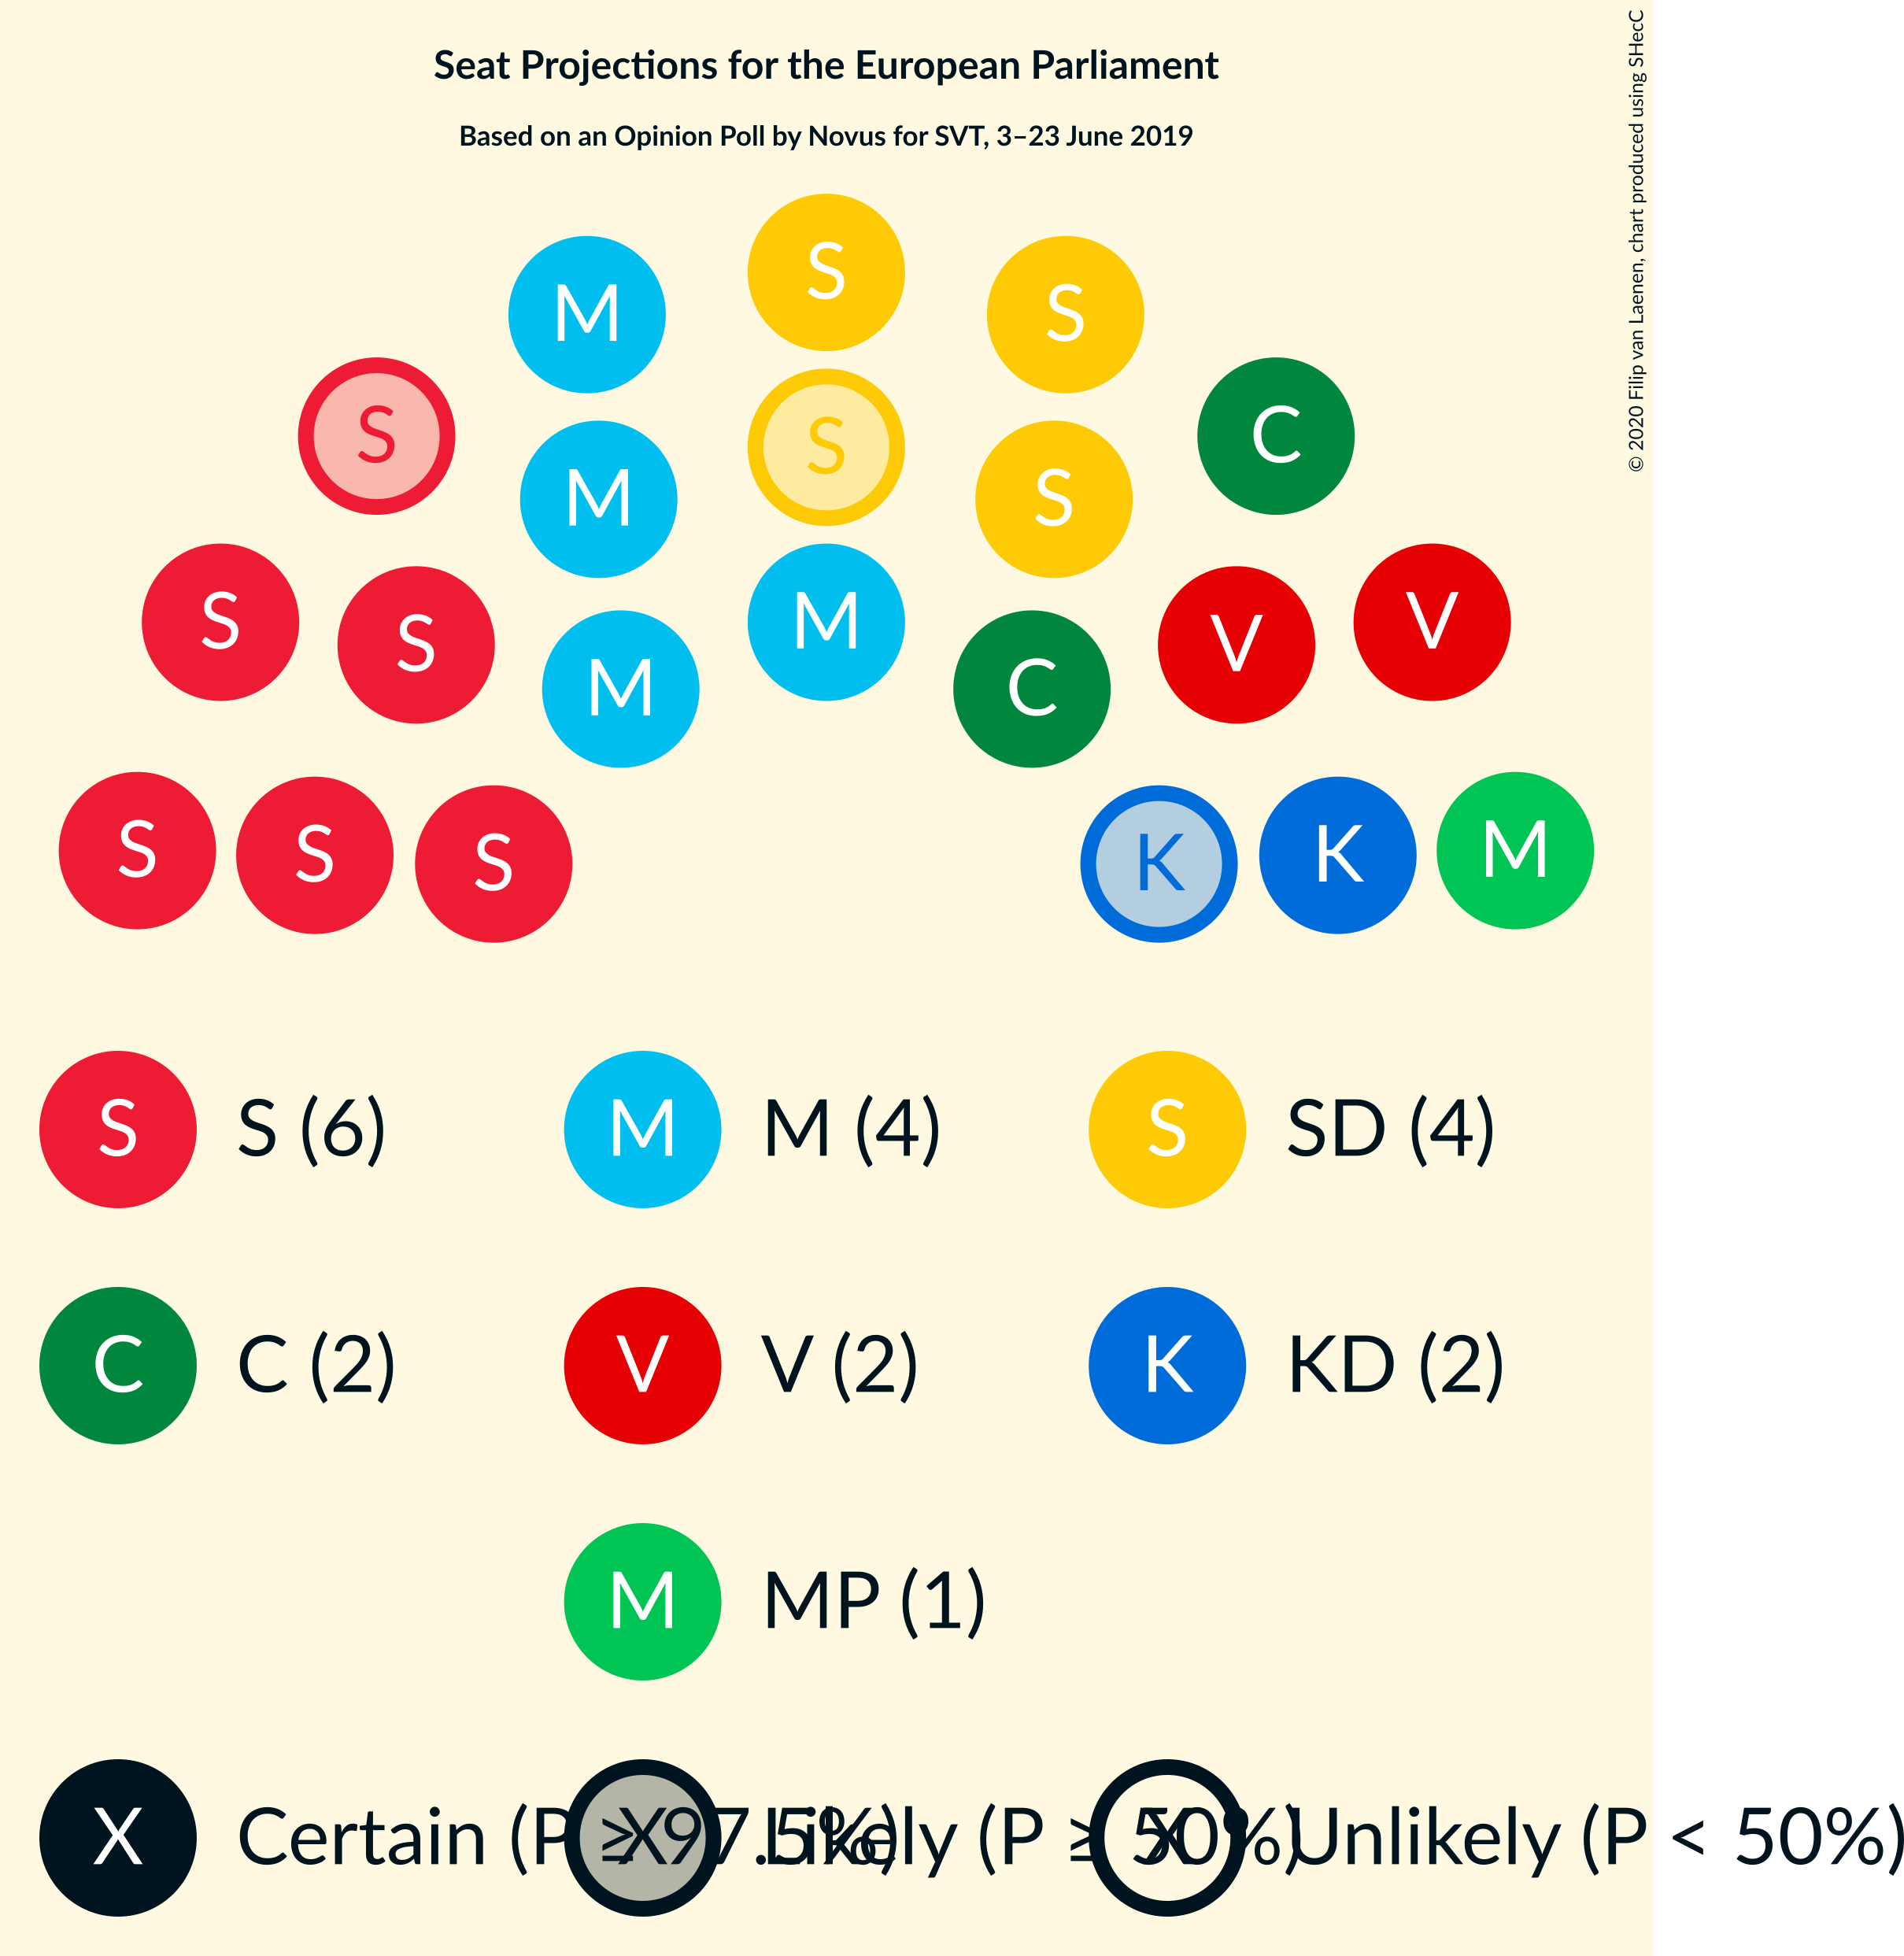 Seat Projections for the European Parliament
Based on an Opinion Poll by Novus for SVT, 3–23 June 2019
© 2020 Filip van Laenen, chart produced using SHecC
S
M S
S S C
M S
S M V V
S M C
S S S K K M
S S (6) M M (4) S SD (4)
C C (2) V V (2) K KD (2)
M MP (1)
X Certain (P ≥ 97.5%) X Likely (P ≥ 50%) X Unlikely (P < 50%)